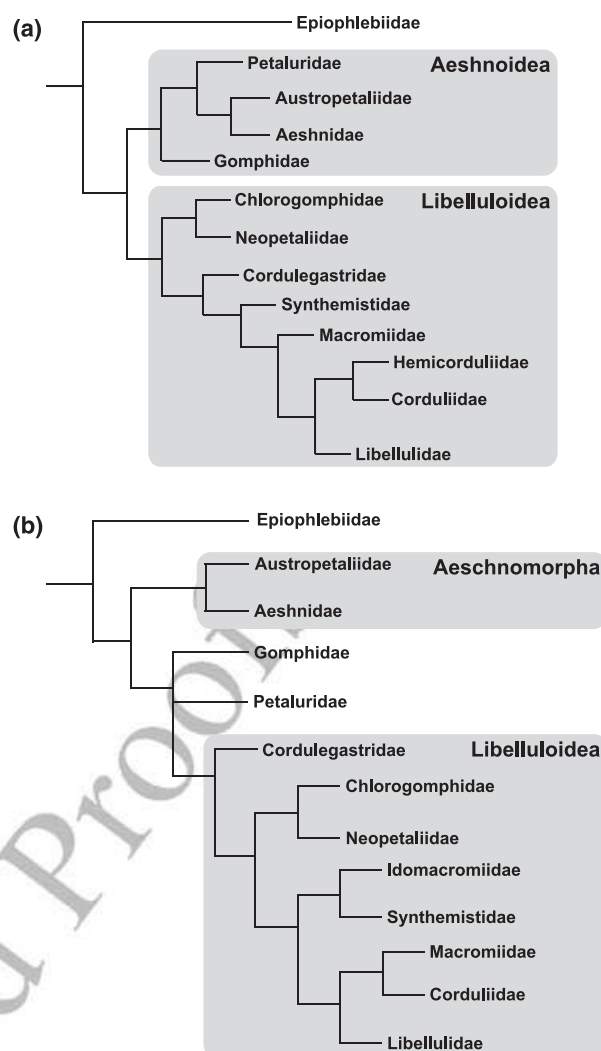 (a)
Epiophlebiidae
Petaluridae
Aeshnoidea
Austropetaliidae
Aeshnidae
Gomphidae
Chlorogomphidae
Libelluloidea
Neopetaliidae
Cordulegastridae
Synthemistidae
Macromiidae
Hemicorduliidae
Corduliidae
Libellulidae
(b)
Epiophlebiidae
Austropetaliidae
Aeschnomorpha
Aeshnidae
Gomphidae
Petaluridae
Cordulegastridae
Libelluloidea
Chlorogomphidae
Neopetaliidae
Idomacromiidae
Synthemistidae
Macromiidae
Corduliidae
Libellulidae